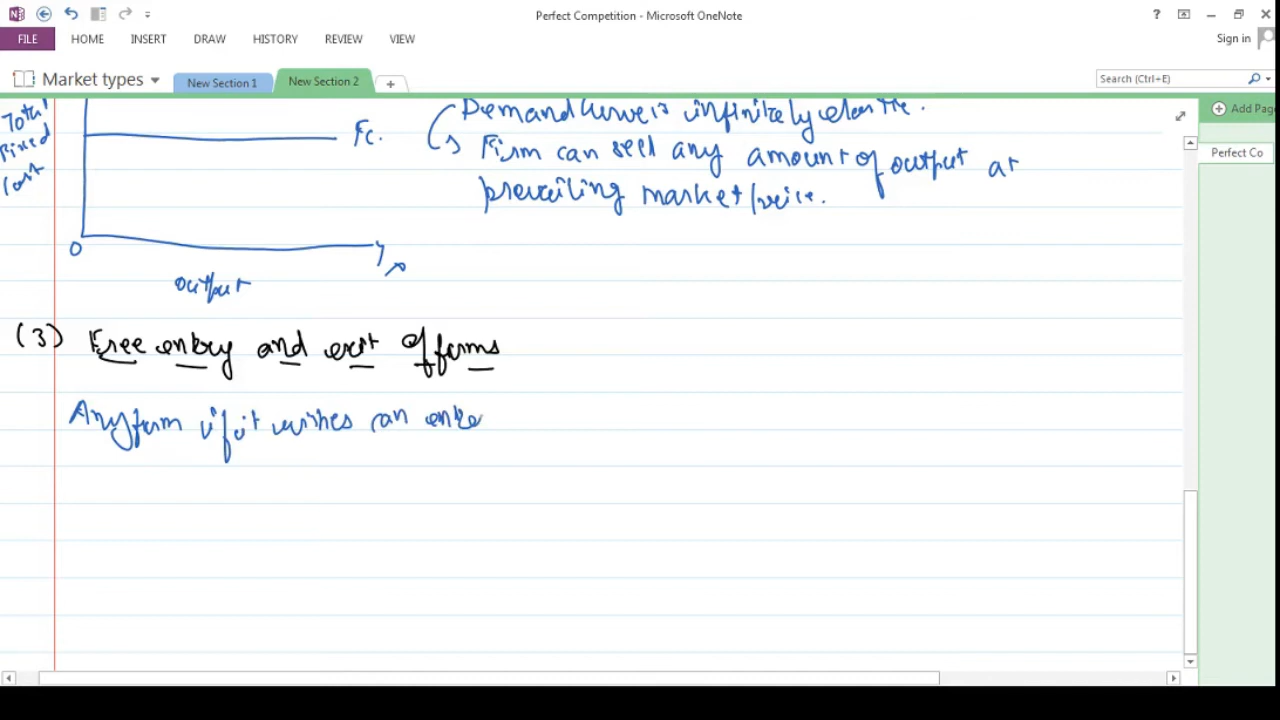 Perfect Competition - Microsoft OneNote
?
Sign in
FILE HOME INSERT DRAW HISTORY REVIEW VIEW
Market types New Section 1 New Section 2 +
Search (Ctrl+E)
Add Pag
Perfect Co
Total
Fixed
Cost
FC.
Demand Curve is infinitely elastic.
Firm can sell any amount of output at
prevailing market price.
O
output
(3) Free entry and exit of firms
Any firm if it wishes can ente